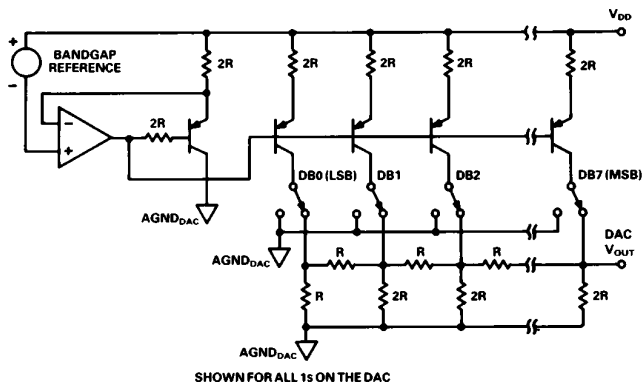 V_DD
2R 2R 2R 2R 2R
+
BANDGAP
REFERENCE
−
2R
−
+
DB0 (LSB) DB1 DB2 DB7 (MSB)
AGND_DAC
DAC
V_OUT
AGND_DAC
R R R
R 2R 2R 2R
AGND_DAC
SHOWN FOR ALL 1s ON THE DAC